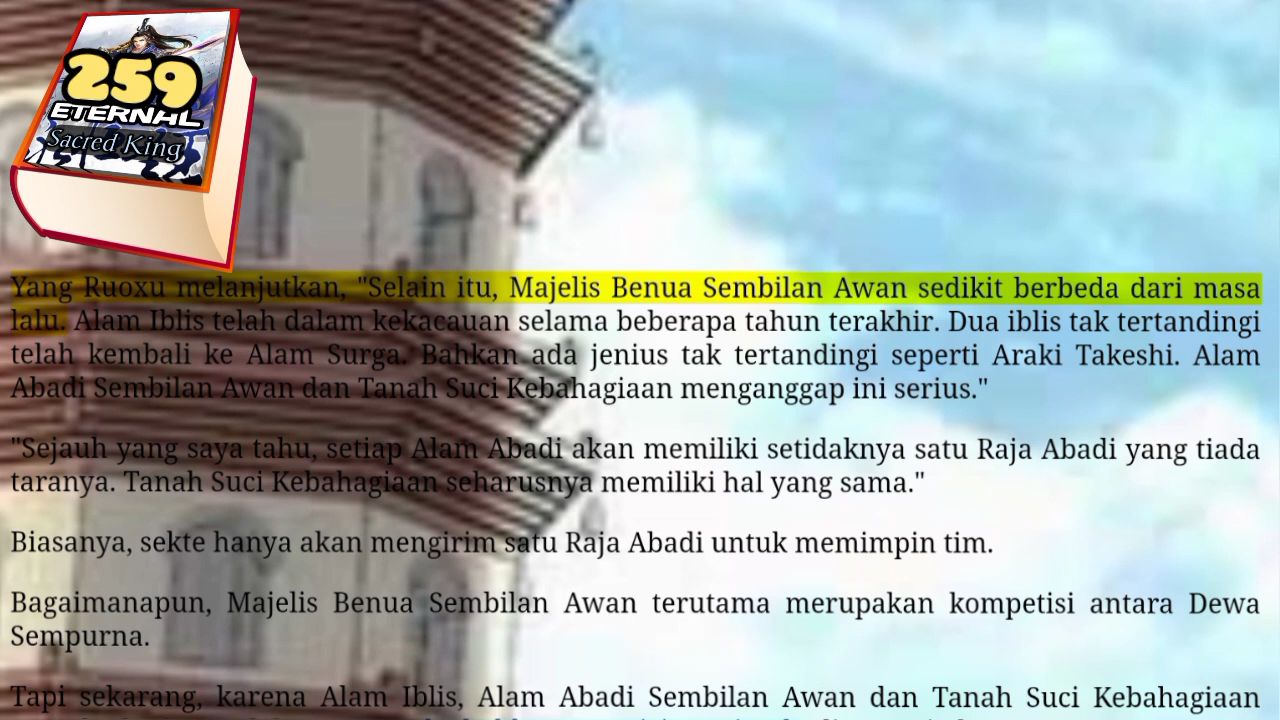 259
ETERNAL
Sacred King
Yang Ruoxu melanjutkan, "Selain itu, Majelis Benua Sembilan Awan sedikit berbeda dari masa
lalu. Alam Iblis telah dalam kekacauan selama beberapa tahun terakhir. Dua iblis tak tertandingi
telah kembali ke Alam Surga. Bahkan ada jenius tak tertandingi seperti Araki Takeshi. Alam
Abadi Sembilan Awan dan Tanah Suci Kebahagiaan menganggap ini serius."
"Sejauh yang saya tahu, setiap Alam Abadi akan memiliki setidaknya satu Raja Abadi yang tiada
taranya. Tanah Suci Kebahagiaan seharusnya memiliki hal yang sama."
Biasanya, sekte hanya akan mengirim satu Raja Abadi untuk memimpin tim.
Bagaimanapun, Majelis Benua Sembilan Awan terutama merupakan kompetisi antara Dewa
Sempurna.
Tapi sekarang, karena Alam Iblis, Alam Abadi Sembilan Awan dan Tanah Suci Kebahagiaan